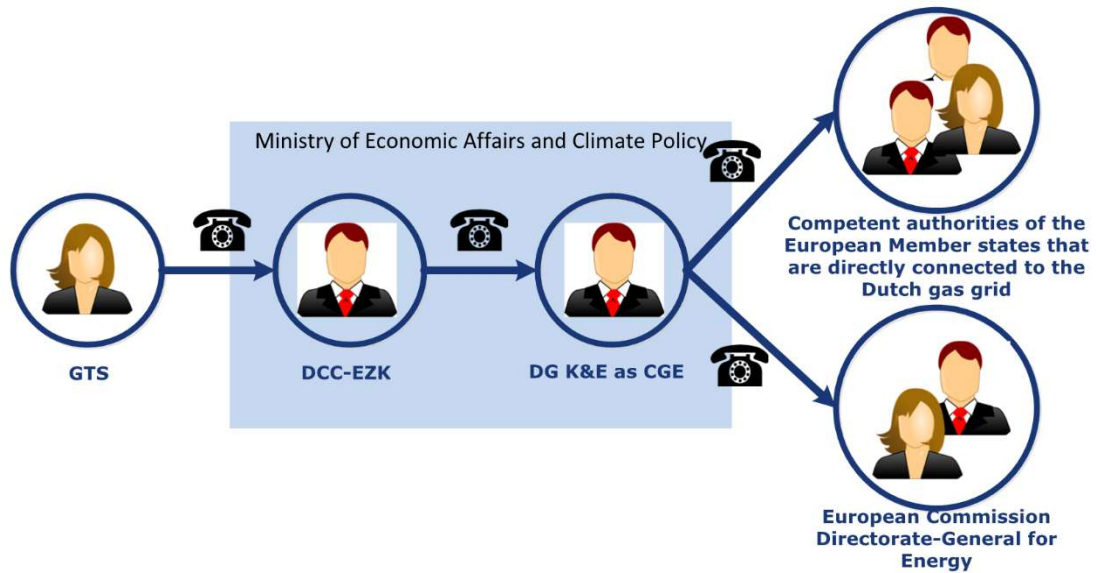 Ministry of Economic Affairs and Climate Policy
GTS
DCC-EZK
DG K&E as CGE
Competent authorities of the
European Member states that
are directly connected to the
Dutch gas grid
European Commission
Directorate-General for
Energy